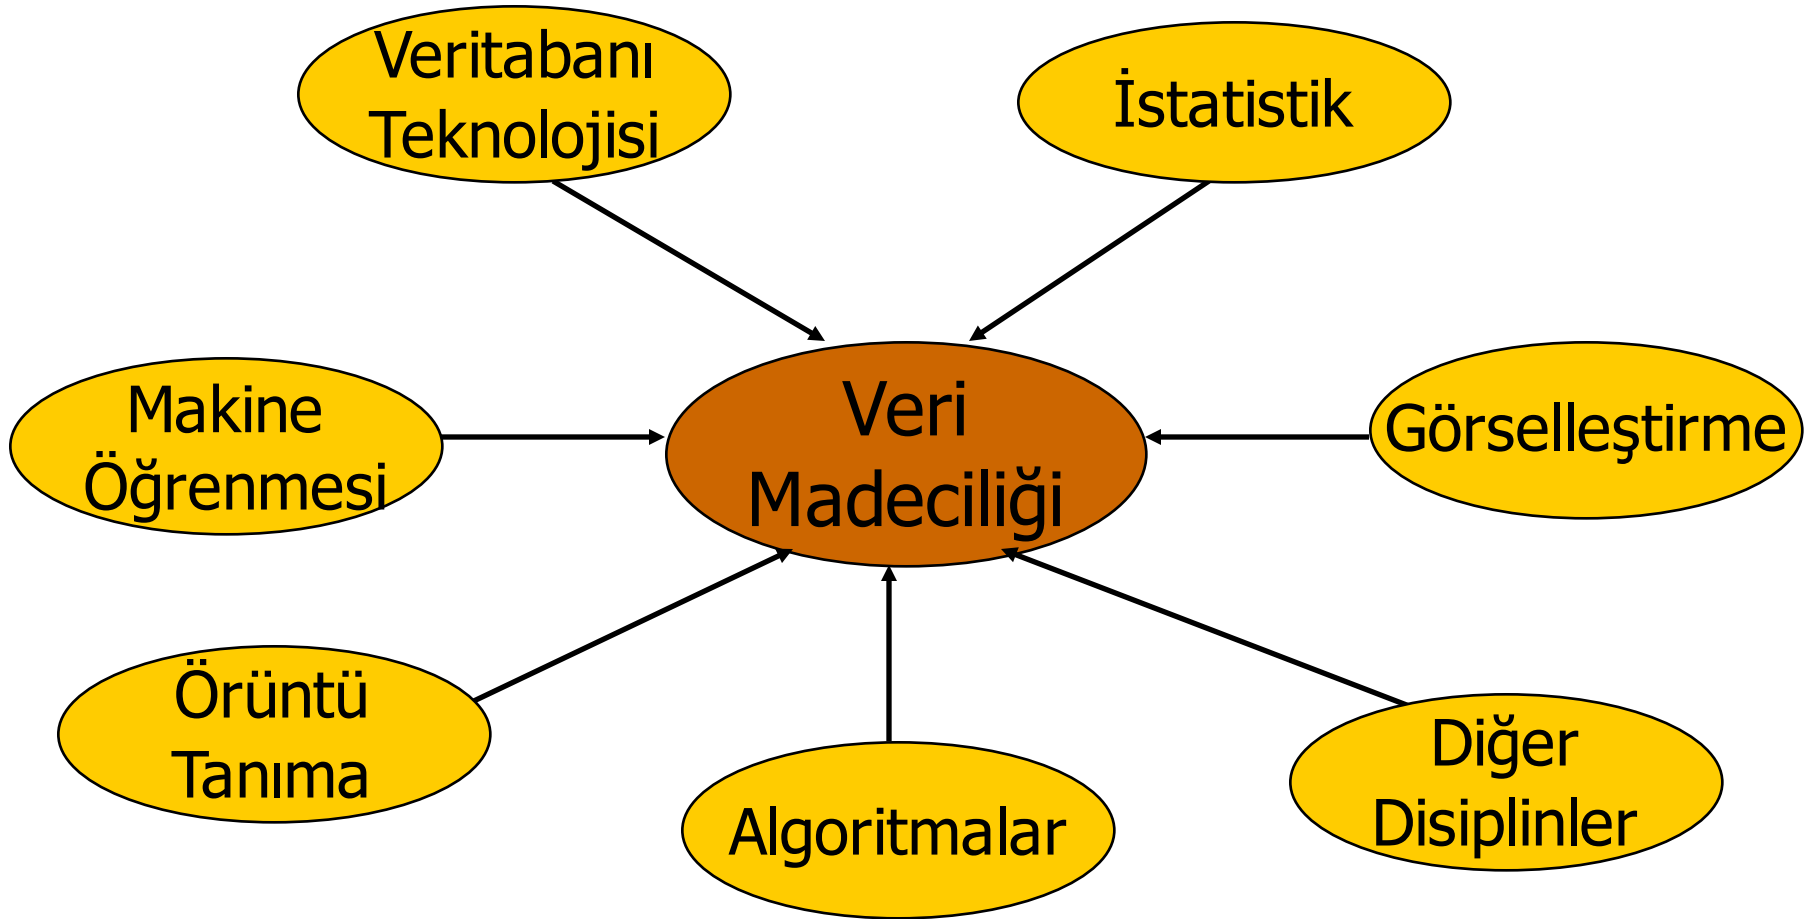 Veritabanı
Teknolojisi
İstatistik
Makine
Öğrenmesi
Veri
Madeciliği
Görselleştirme
Örüntü
Tanıma
Algoritmalar
Diğer
Disiplinler